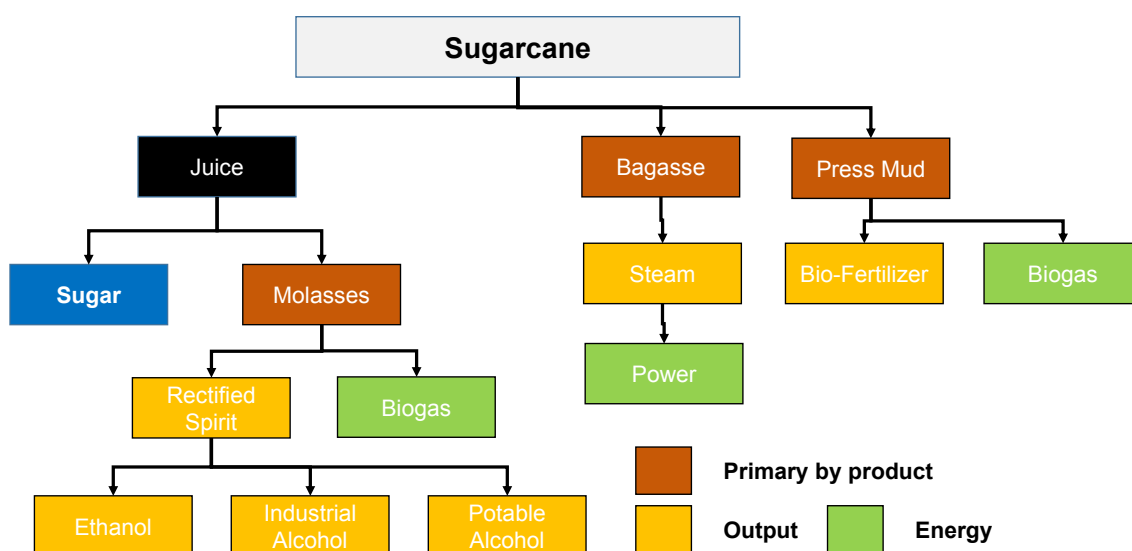 Sugarcane
Juice
Bagasse
Press Mud
Sugar
Molasses
Steam
Bio-Fertilizer
Biogas
Rectified
Spirit
Biogas
Power
Primary by product
Ethanol
Industrial
Alcohol
Potable
Alcohol
Output
Energy